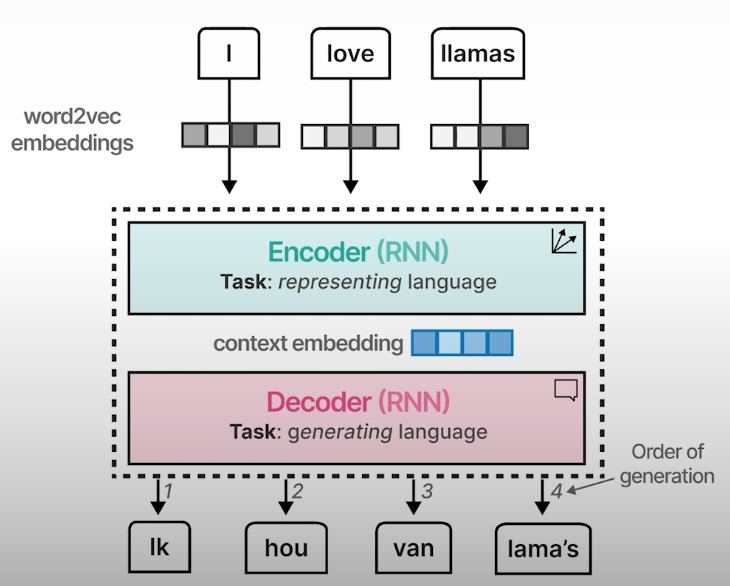 I
love
llamas
word2vec
embeddings
Encoder (RNN)
Task: representing language
context embedding
Decoder (RNN)
Task: generating language
Order of
generation
1
2
3
4
Ik
hou
van
lama's